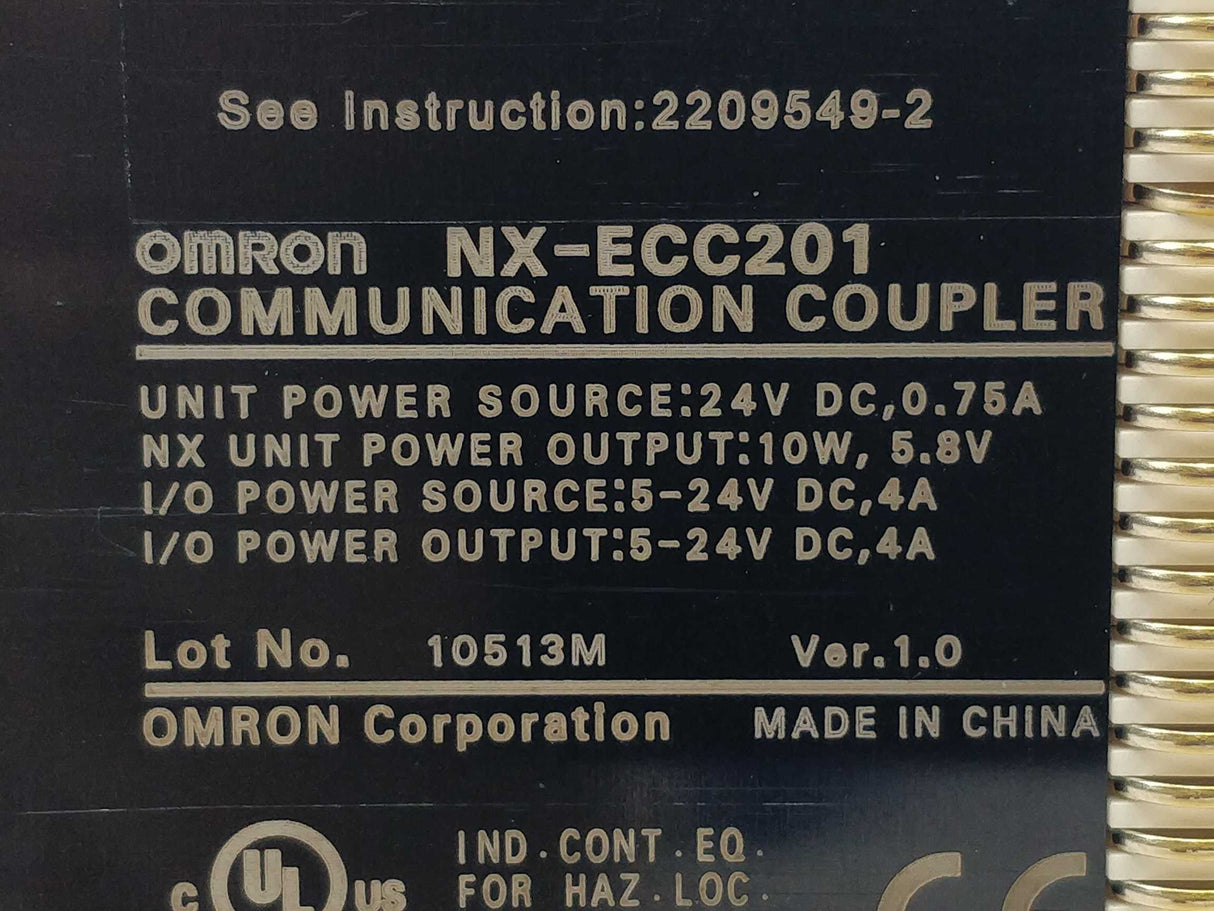 See Instruction:2209549-2
OMRON NX-ECC201
COMMUNICATION COUPLER
UNIT POWER SOURCE:24V DC,0.75A
NX UNIT POWER OUTPUT:10W, 5.8V
I/O POWER SOURCE:5-24V DC,4A
I/O POWER OUTPUT:5-24V DC,4A
Lot No. 10513M Ver.1.0
OMRON Corporation MADE IN CHINA
IND.CONT.EQ.
C UL US FOR HAZ.LOC. CE